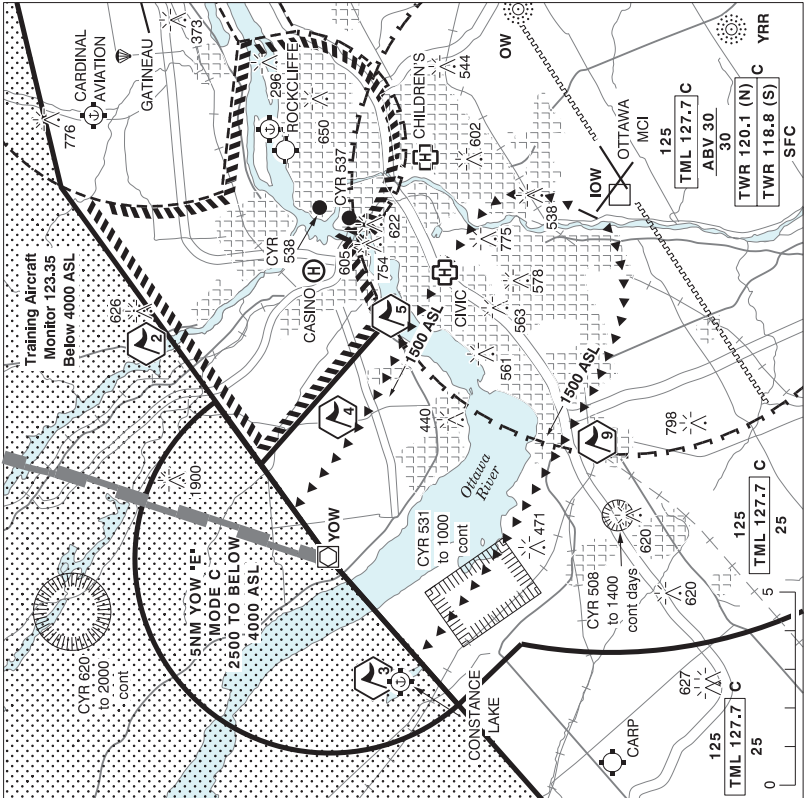 776
CARDINAL
AVIATION
GATINEAU
373
296
ROCKCLIFFE
650
CYR 537
CYR
538
CHILDREN'S
544
OW
YRR
602
Training Aircraft
Monitor 123.35
Below 4000 ASL
626
2
CASINO
H
605
754
622
H
H
CIVIC
775
538
578
563
561
IOW
OTTAWA
MCI
125
TML 127.7 C
ABV 30
30
TWR 120.1 (N) C
TWR 118.8 (S)
SFC
5
1500 ASL
4
440
1500 ASL
9
798
1900
YOW
Ottawa
River
CYR 531
to 1000
cont
471
CYR 508
to 1400
cont days
620
620
125
TML 127.7 C
25
5NM YOW "E"
MODE C
2500 TO BELOW
4000 ASL
CYR 620
to 2000
cont
3
CONSTANCE
LAKE
627
125
TML 127.7 C
25
CARP
0
5